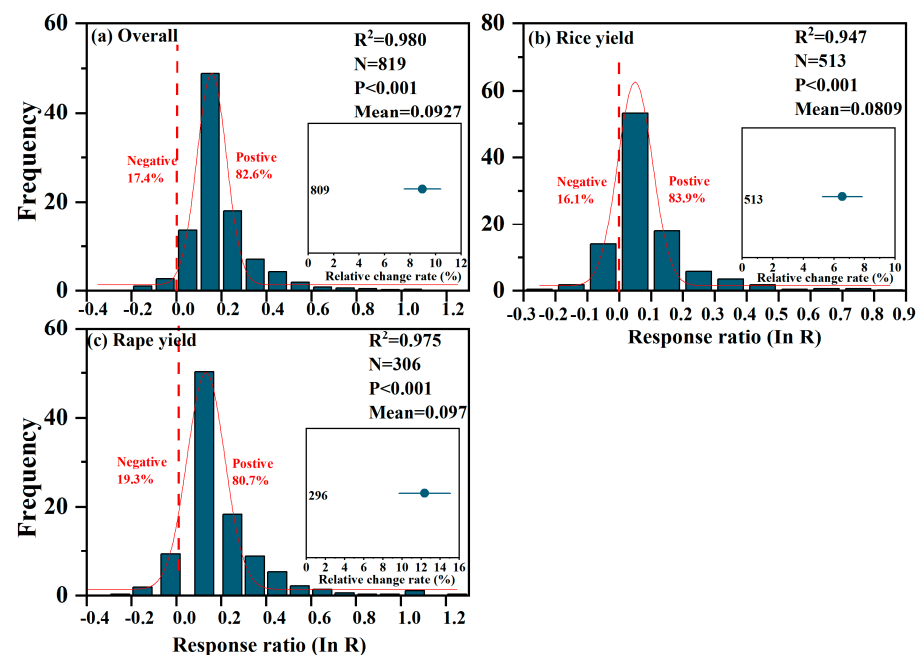 (a) Overall
R²=0.980
N=819
P<0.001
Mean=0.0927
Negative
17.4%
Postive
82.6%
809
0 2 4 6 8 10 12
Relative change rate (%)
Frequency
60
40
20
0
-0.4 -0.2 0.0 0.2 0.4 0.6 0.8 1.0 1.2
(b) Rice yield
R²=0.947
N=513
P<0.001
Mean=0.0809
Negative
16.1%
Postive
83.9%
513
0 2 4 6 8 10
Relative change rate (%)
80
60
40
20
0
-0.3 -0.2 -0.1 0.0 0.1 0.2 0.3 0.4 0.5 0.6 0.7 0.8 0.9
Response ratio (In R)
(c) Rape yield
R²=0.975
N=306
P<0.001
Mean=0.097
Negative
19.3%
Postive
80.7%
296
0 2 4 6 8 10 12 14 16
Relative change rate (%)
Frequency
60
40
20
0
-0.4 -0.2 0.0 0.2 0.4 0.6 0.8 1.0 1.2
Response ratio (In R)